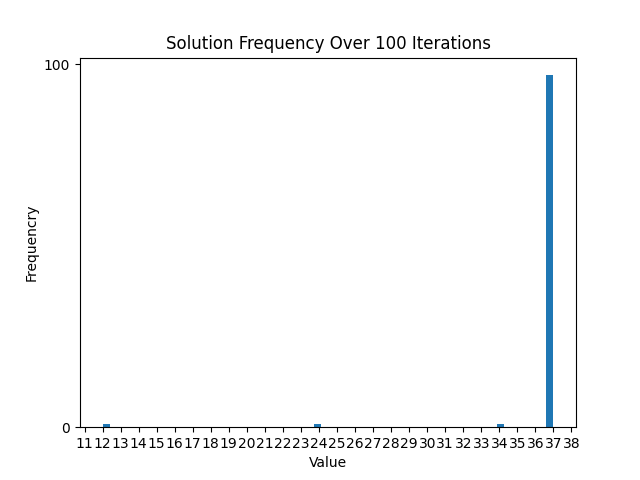 Solution Frequency Over 100 Iterations
100
Frequencry
0
11 12 13 14 15 16 17 18 19 20 21 22 23 24 25 26 27 28 29 30 31 32 33 34 35 36 37 38
Value